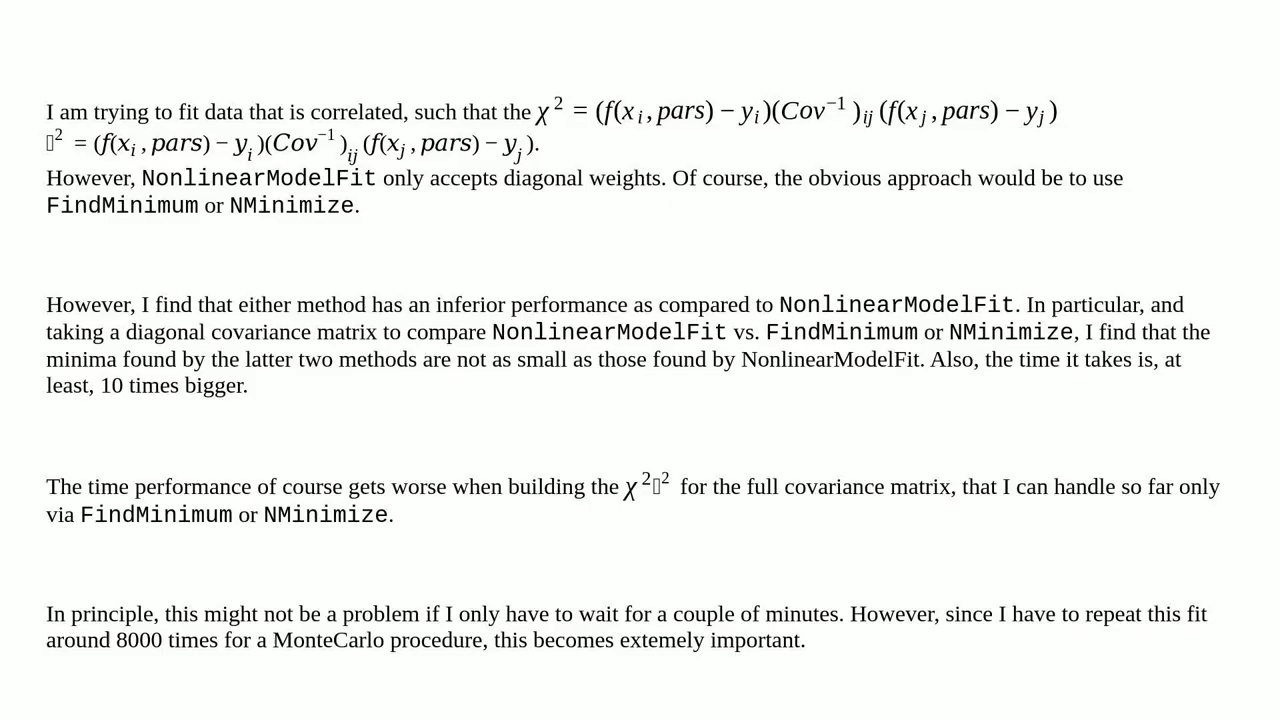 I am trying to fit data that is correlated, such that the χ² = (f(xᵢ, pars) − yᵢ)(Cov⁻¹)ᵢⱼ (f(xⱼ, pars) − yⱼ)
▯² = (f(xᵢ, pars) − yᵢ)(Cov⁻¹)ᵢⱼ (f(xⱼ, pars) − yⱼ).
However, NonlinearModelFit only accepts diagonal weights. Of course, the obvious approach would be to use
FindMinimum or NMinimize.
However, I find that either method has an inferior performance as compared to NonlinearModelFit. In particular, and
taking a diagonal covariance matrix to compare NonlinearModelFit vs. FindMinimum or NMinimize, I find that the
minima found by the latter two methods are not as small as those found by NonlinearModelFit. Also, the time it takes is, at
least, 10 times bigger.
The time performance of course gets worse when building the χ²▯² for the full covariance matrix, that I can handle so far only
via FindMinimum or NMinimize.
In principle, this might not be a problem if I only have to wait for a couple of minutes. However, since I have to repeat this fit
around 8000 times for a MonteCarlo procedure, this becomes extemely important.